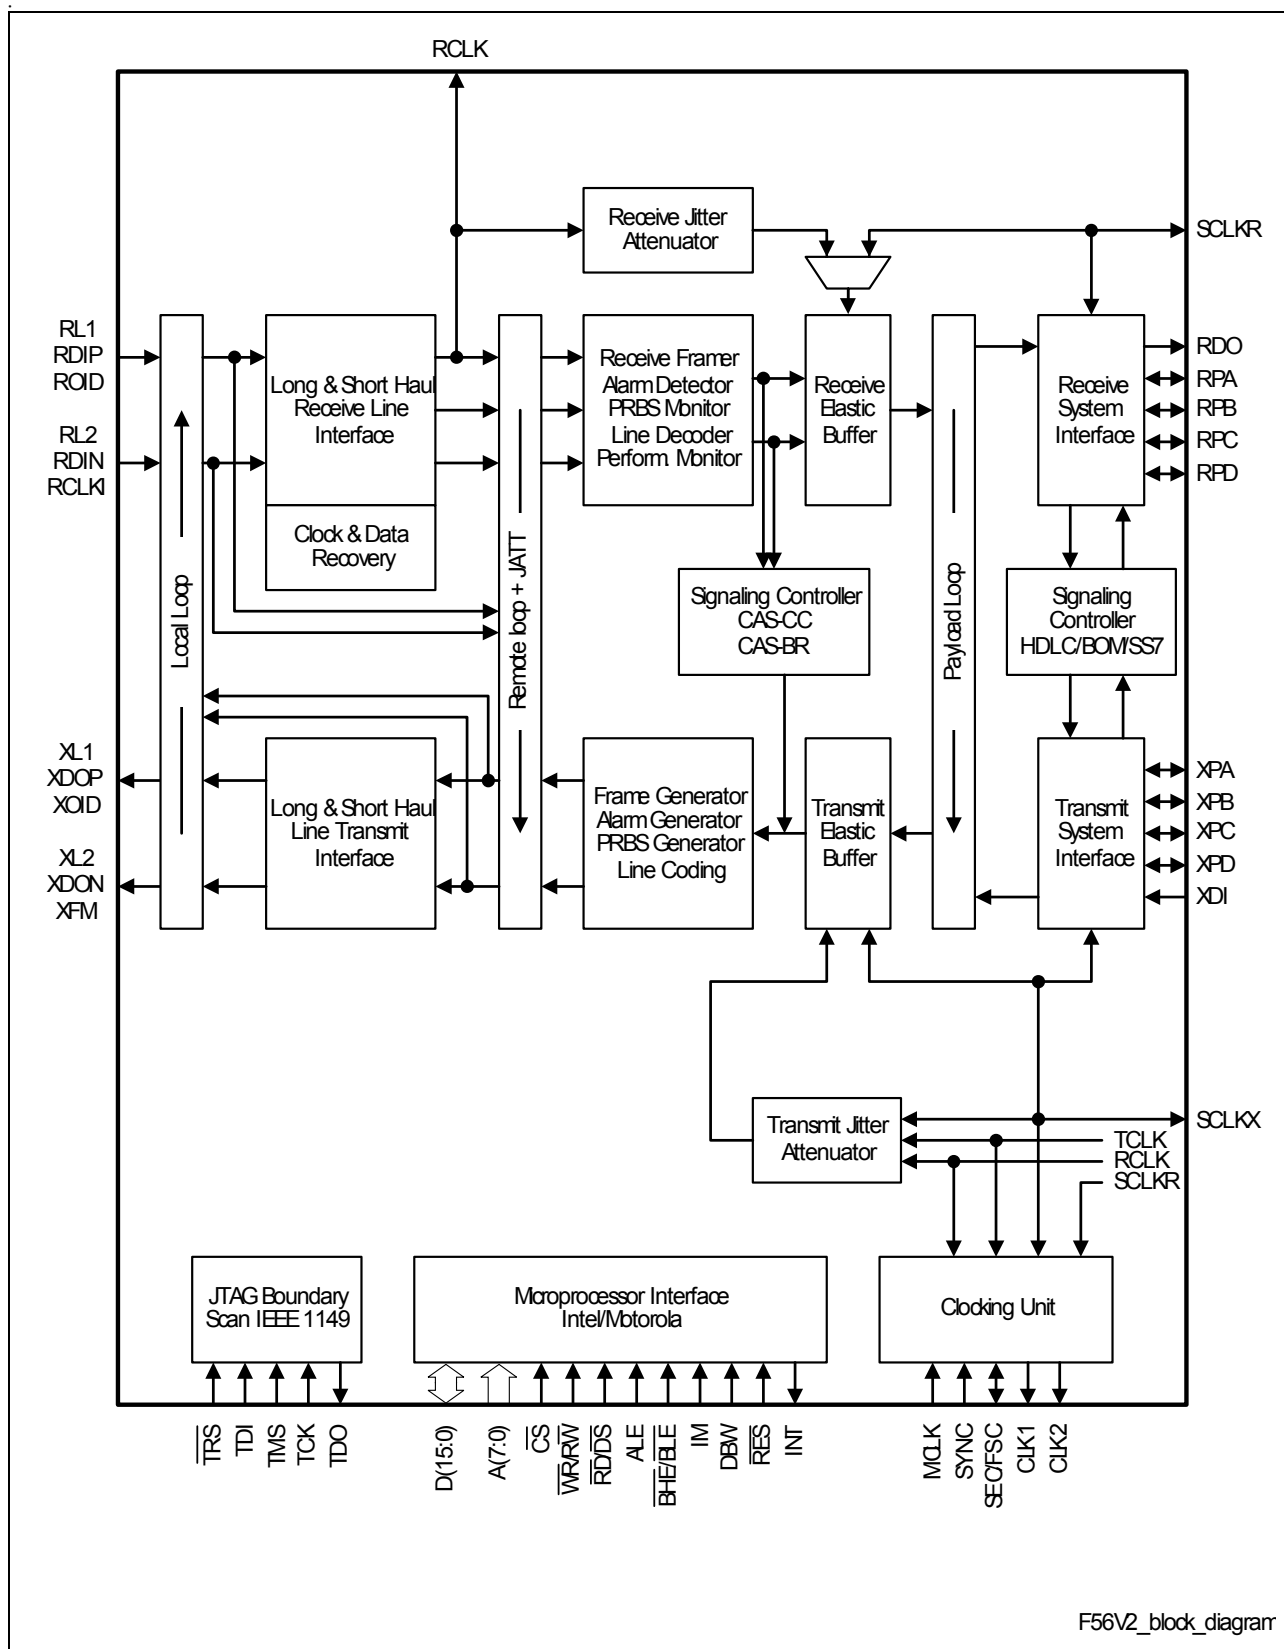 RCLK
Receive Jitter
Attenuator
SCLKR
RL1
RDIP
ROID
RL2
RDIN
RCLKI
Long & Short Haul
Receive Line
Interface
Clock & Data
Recovery
Receive Framer
Alarm Detector
PRBS Monitor
Line Decoder
Perform. Monitor
Receive
Elastic
Buffer
Receive
System
Interface
RDO
RPA
RPB
RPC
RPD
Local Loop
Remote loop + JATT
Signaling Controller
CAS-CC
CAS-BR
Payload Loop
Signaling
Controller
HDLC/BOM/SS7
XL1
XDOP
XOID
XL2
XDON
XFM
Long & Short Haul
Line Transmit
Interface
Frame Generator
Alarm Generator
PRBS Generator
Line Coding
Transmit
Elastic
Buffer
Transmit
System
Interface
XPA
XPB
XPC
XPD
XDI
Transmit Jitter
Attenuator
SCLKX
TCLK
RCLK
SCLKR
JTAG Boundary
Scan IEEE 1149
Microprocessor Interface
Intel/Motorola
Clocking Unit
TRS
TDI
TMS
TCK
TDO
D(15:0)
A(7:0)
CS
WR/RW
RD/DS
ALE
BHE/BLE
IM
DBW
RES
INT
MCLK
SYNC
SEC/FSC
CLK1
CLK2
F56V2_block_diagram